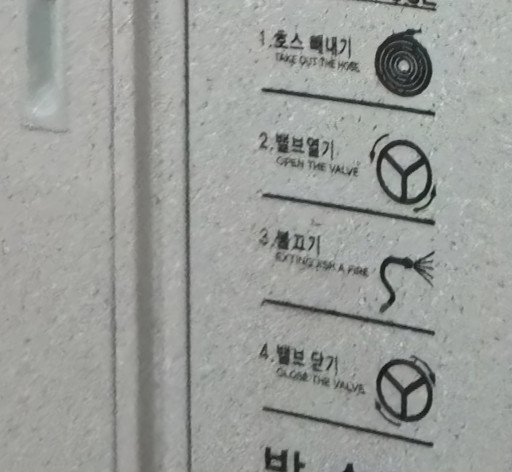 1.호스 빼내기
TAKE OUT THE HOSE
2.밸브열기
OPEN THE VALVE
3.불끄기
EXTINGUISH A FIRE
4.밸브 닫기
CLOSE THE VALVE